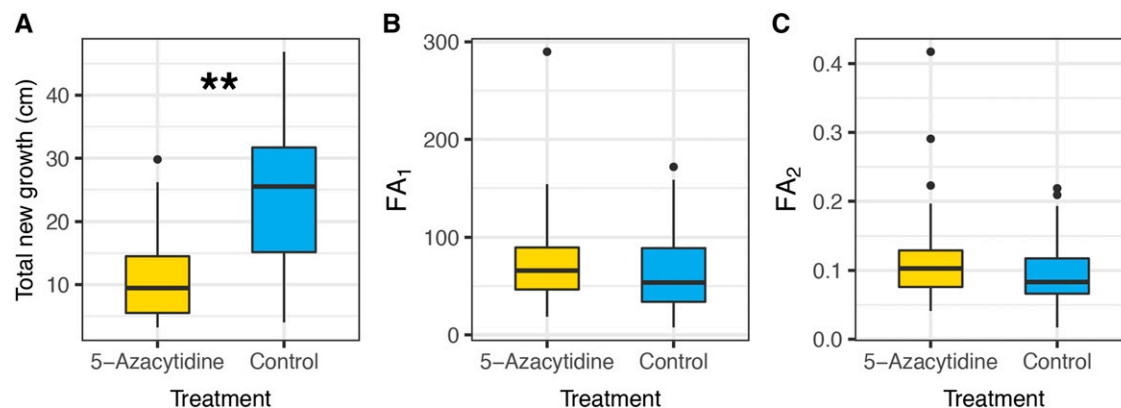 A
Total new growth (cm)
40
30
20
10
**
5−Azacytidine Control
Treatment
B
FA₁
300
200
100
0
5−Azacytidine Control
Treatment
C
FA₂
0.4
0.3
0.2
0.1
0.0
5−Azacytidine Control
Treatment